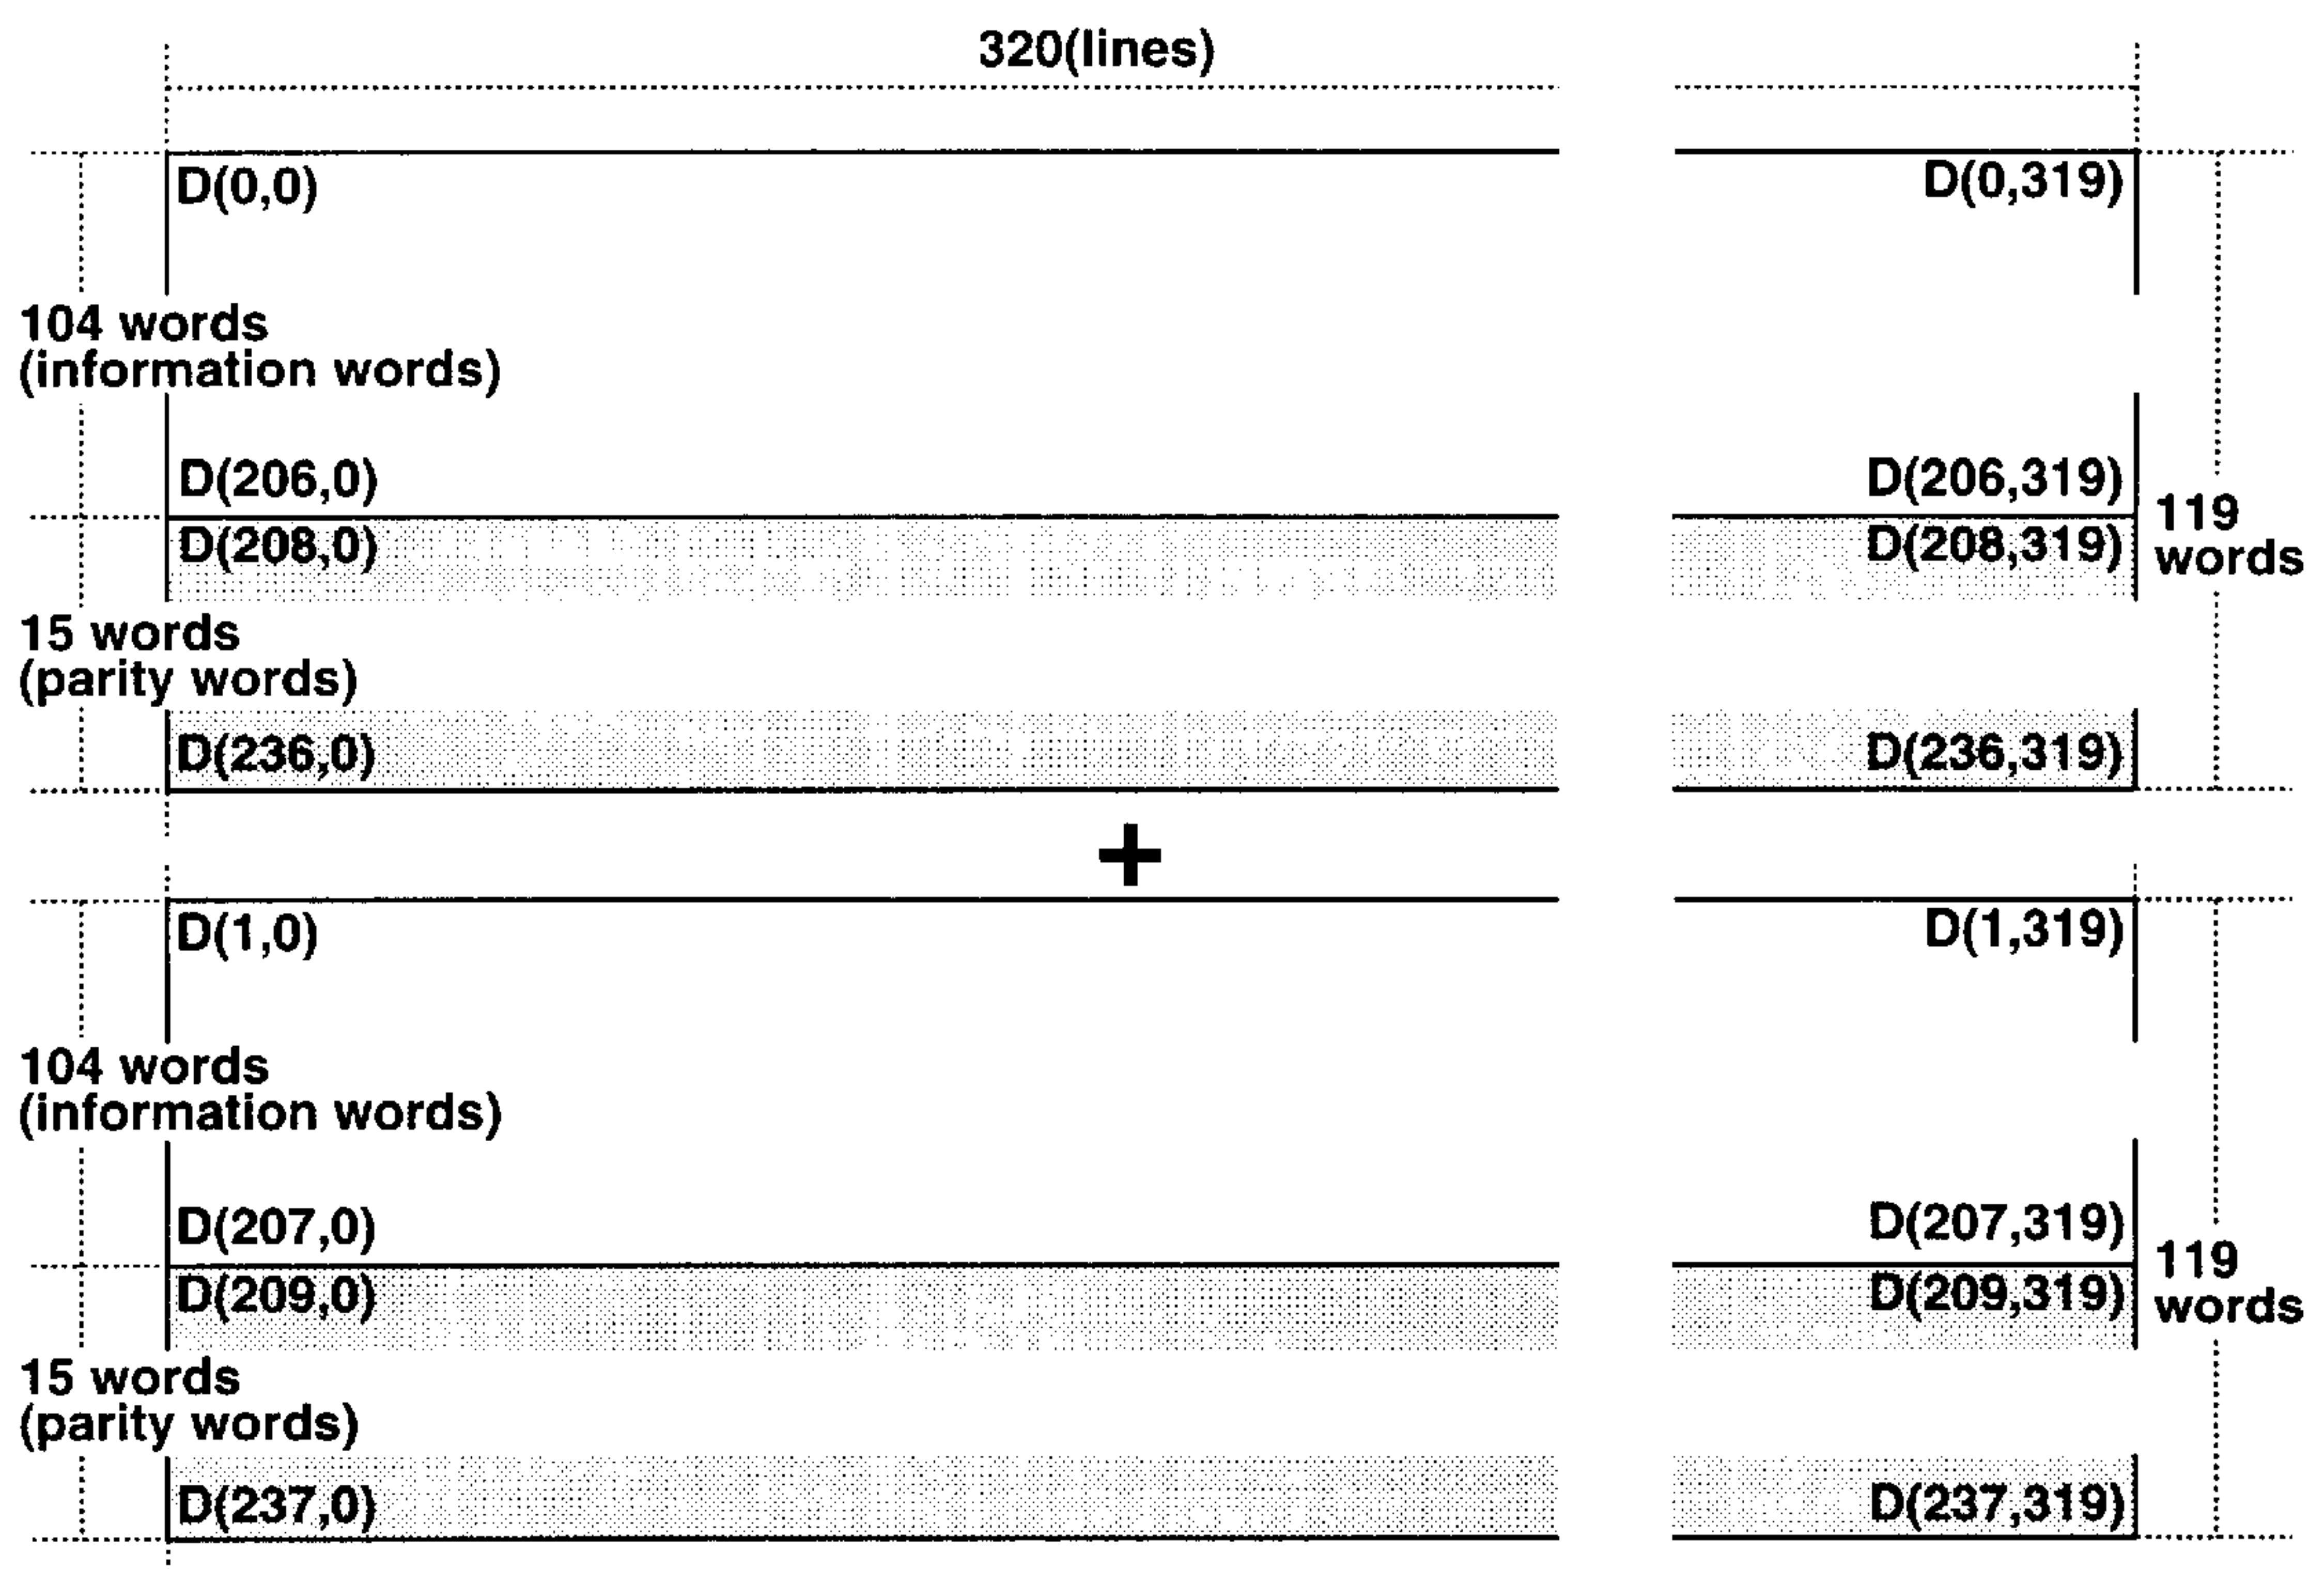 320(lines)
D(0,0)
D(0,319)
104 words
(information words)
D(206,0)
D(206,319)
D(208,0)
D(208,319)
119
words
15 words
(parity words)
D(236,0)
D(236,319)
+
D(1,0)
D(1,319)
104 words
(information words)
D(207,0)
D(207,319)
D(209,0)
D(209,319)
119
words
15 words
(parity words)
D(237,0)
D(237,319)